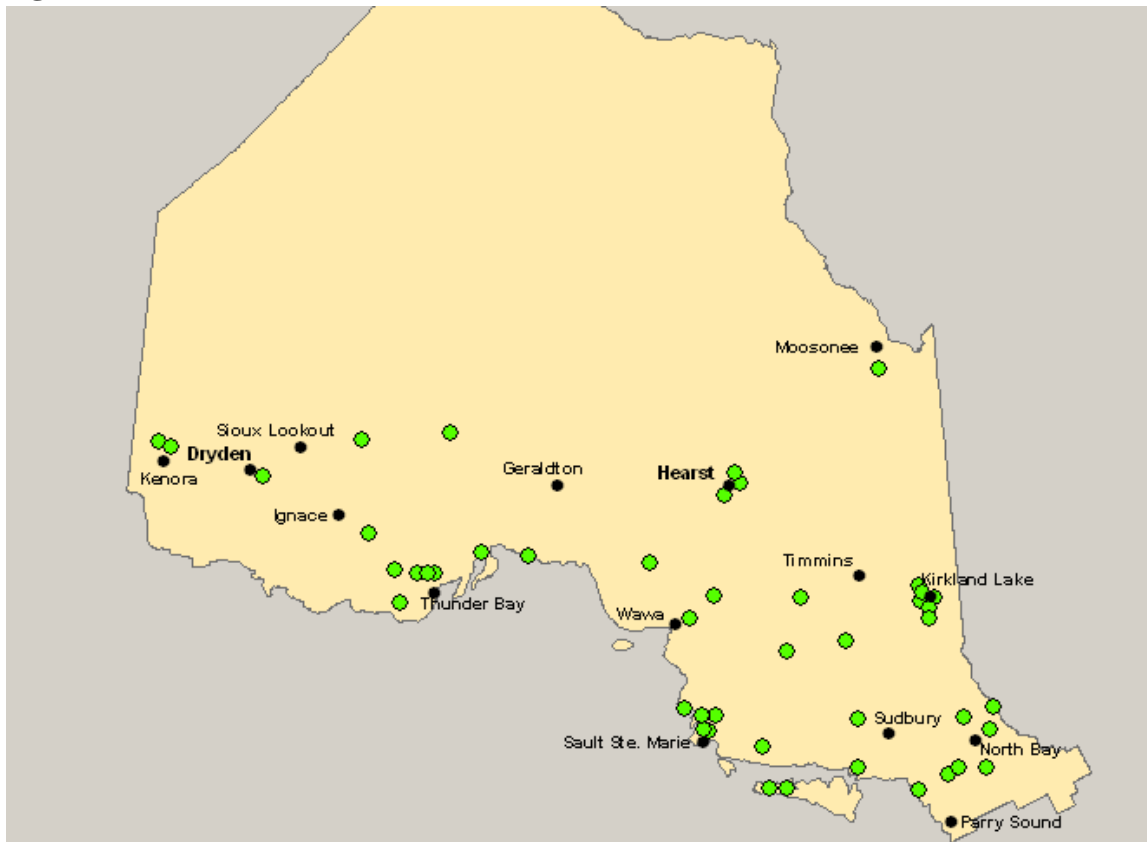 Moosonee
Sioux Lookout
Dryden
Kenora
Geraldton
Hearst
Ignace
Timmins
Kirkland Lake
Thunder Bay
Wawa
Sudbury
Sault Ste. Marie
North Bay
Parry Sound